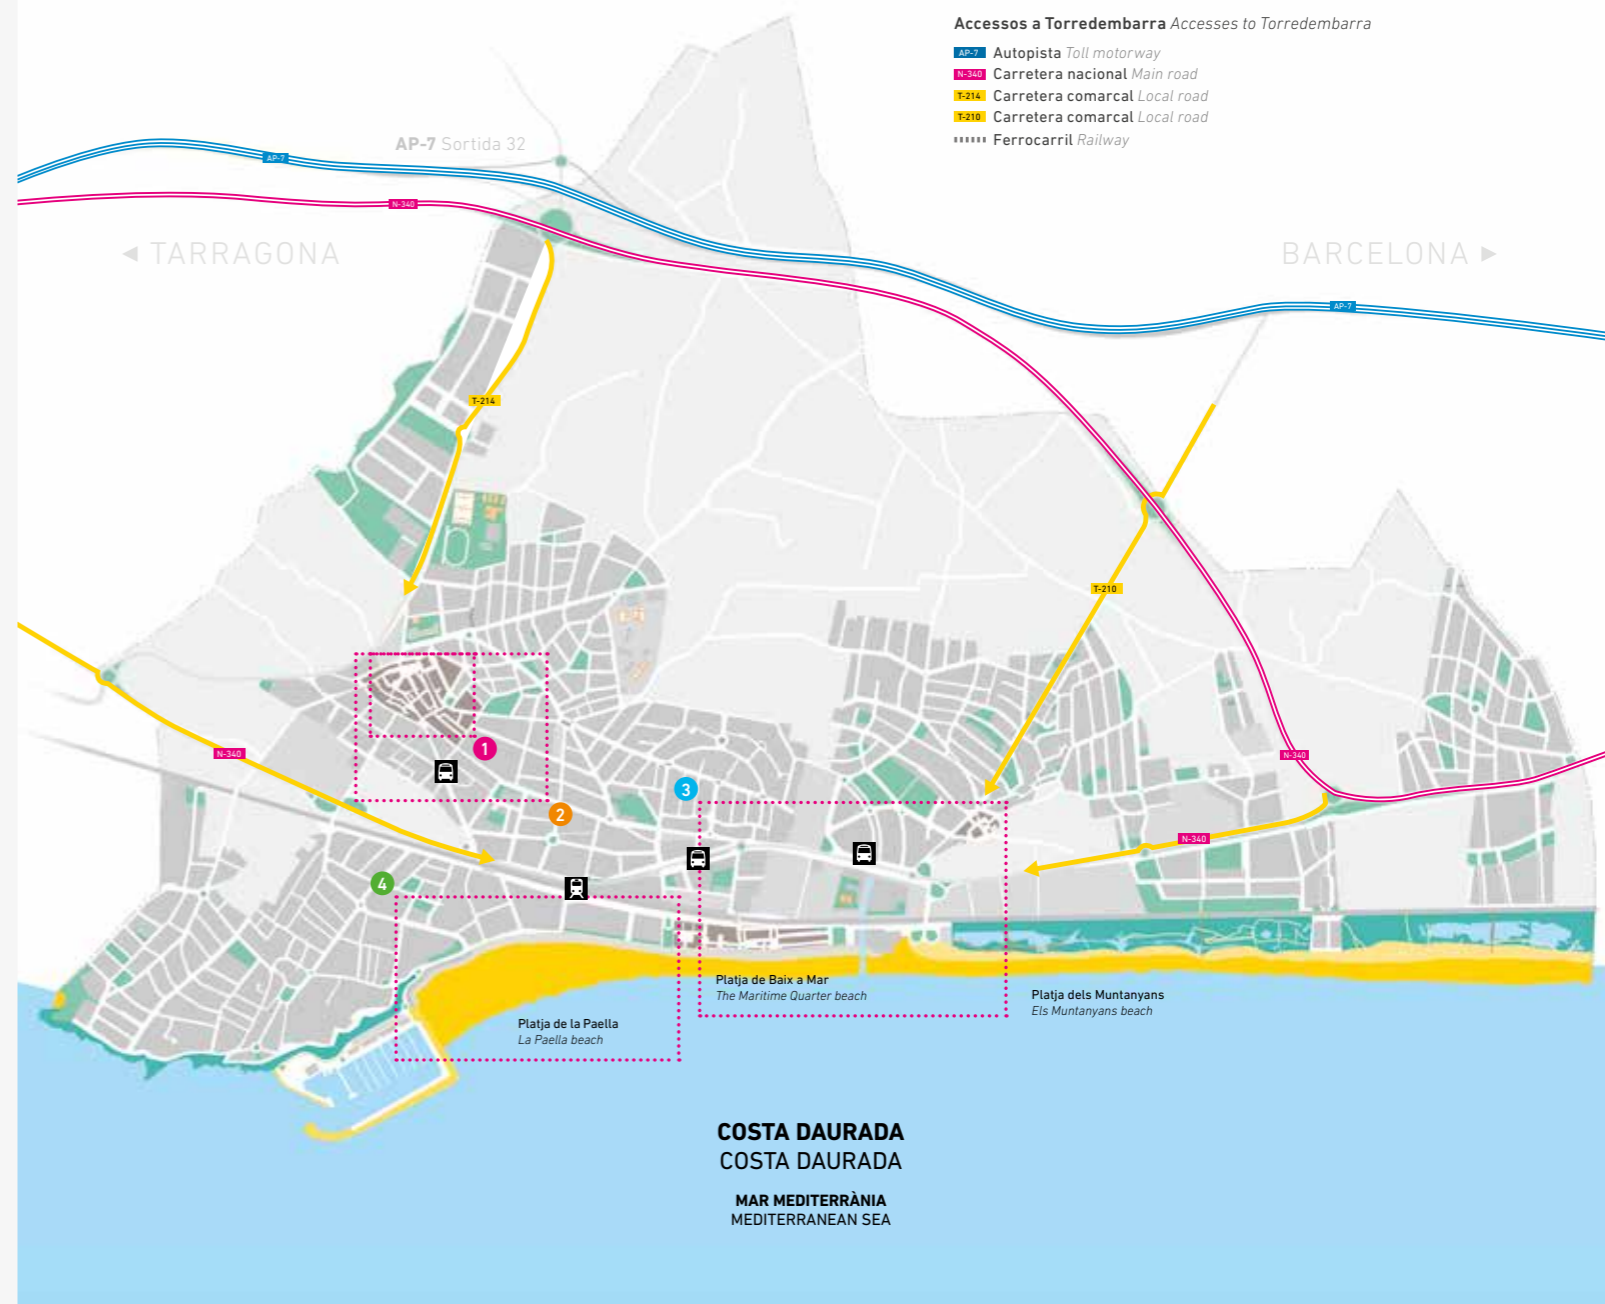 Accessos a Torredembarra Accesses to Torredembarra
AP-7 Autopista Toll motorway
N-340 Carretera nacional Main road
T-214 Carretera comarcal Local road
T-210 Carretera comarcal Local road
Ferrocarril Railway
AP-7 Sortida 32
AP-7
N-340
◄ TARRAGONA
BARCELONA ►
AP-7
T-214
T-210
N-340
N-340
N-340
1
2
3
4
Platja de Baix a Mar
The Maritime Quarter beach
Platja dels Muntanyans
Els Muntanyans beach
Platja de la Paella
La Paella beach
COSTA DAURADA
COSTA DAURADA
MAR MEDITERRÀNIA
MEDITERRANEAN SEA